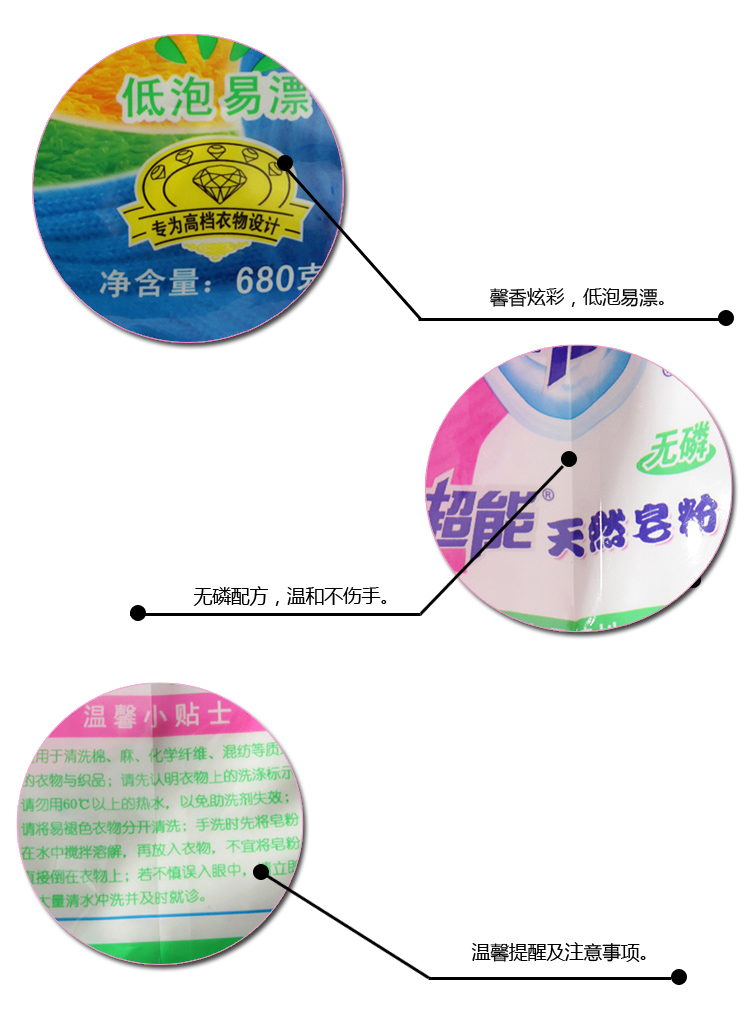 低泡易漂
专为高档衣物设计
净含量：680克
馨香炫彩，低泡易漂。
无磷
超能®
天然皂粉
无磷配方，温和不伤手。
温馨小贴士
用于清洗棉、麻、化学纤维、混纺等质
的衣物与织品；请先认明衣物上的洗涤标示
请勿用60℃以上的热水，以免助洗剂失效；
请将易褪色衣物分开清洗；手洗时先将皂粉
在水中搅拌溶解，再放入衣物，不宜将皂粉
直接倒在衣物上；若不慎误入眼中，请立即
大量清水冲洗并及时就诊。
温馨提醒及注意事项。